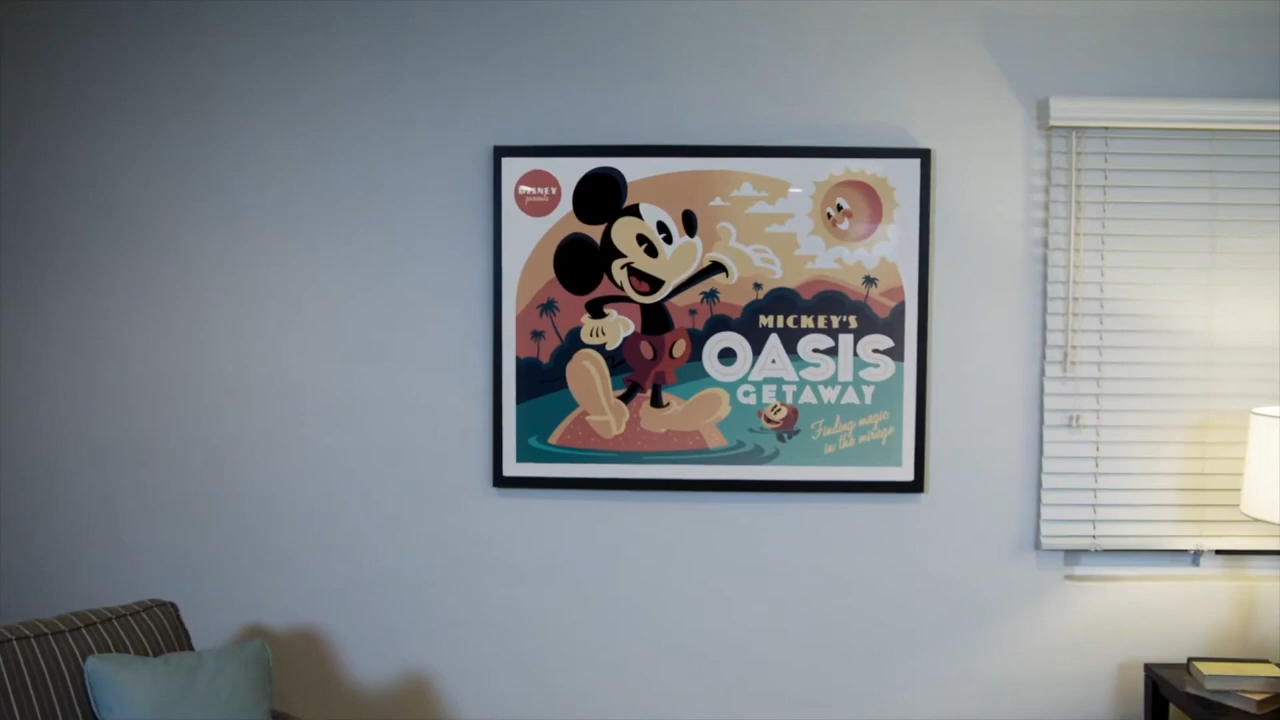 DISNEY
presents
MICKEY'S
OASIS
GETAWAY
Finding magic
in the mirage